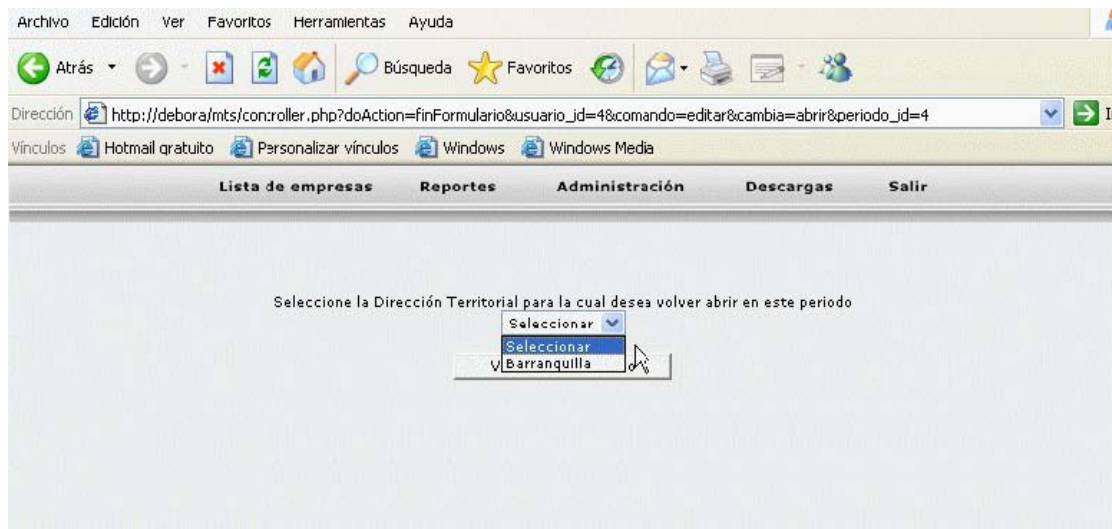 Archivo Edición Ver Favoritos Herramientas Ayuda
Atrás Búsqueda Favoritos
Dirección http://debora/mts/controller.php?doAction=finFormulario&usuario_id=4&comando=editar&cambia=abrir&periodo_id=4
Vínculos Hotmail gratuito Personalizar vínculos Windows Windows Media
Lista de empresas Reportes Administración Descargas Salir
Seleccione la Dirección Territorial para la cual desea volver abrir en este periodo
Seleccionar
Seleccionar
Barranquilla